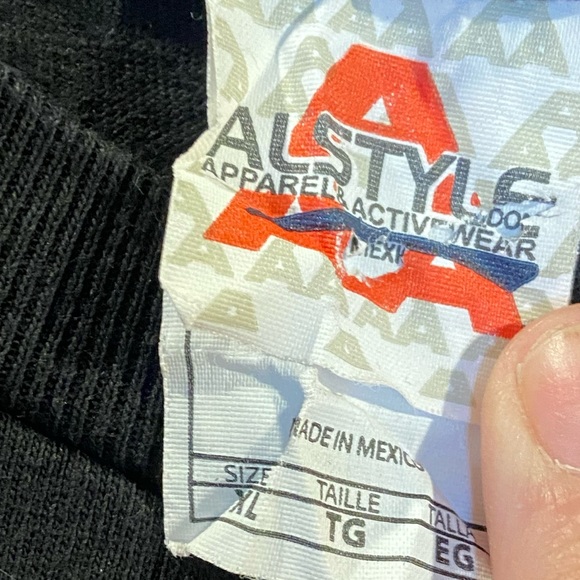 ALSTYLE
APPAREL & ACTIVEWEAR
MADE IN MEXICO
SIZE TAILLE TALLA
XL TG EG